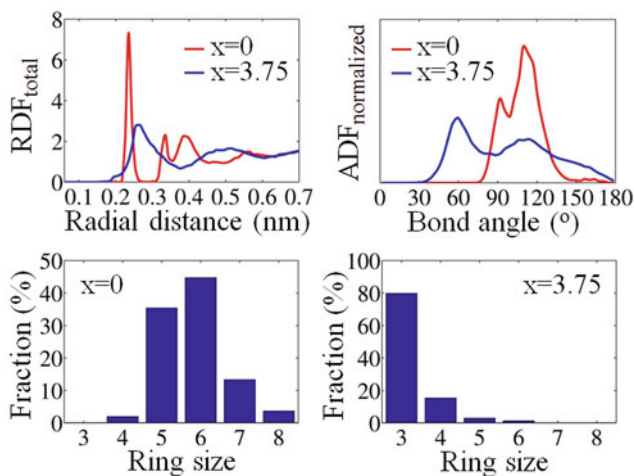 RDF_total
8
6
4
2
0
x=0
x=3.75
0.1 0.2 0.3 0.4 0.5 0.6 0.7
Radial distance (nm)
ADF_normalized
x=0
x=3.75
0 30 60 90 120 150 180
Bond angle (°)
Fraction (%)
50
40
30
20
10
0
x=0
3 4 5 6 7 8
Ring size
Fraction (%)
100
80
60
40
20
0
x=3.75
3 4 5 6 7 8
Ring size